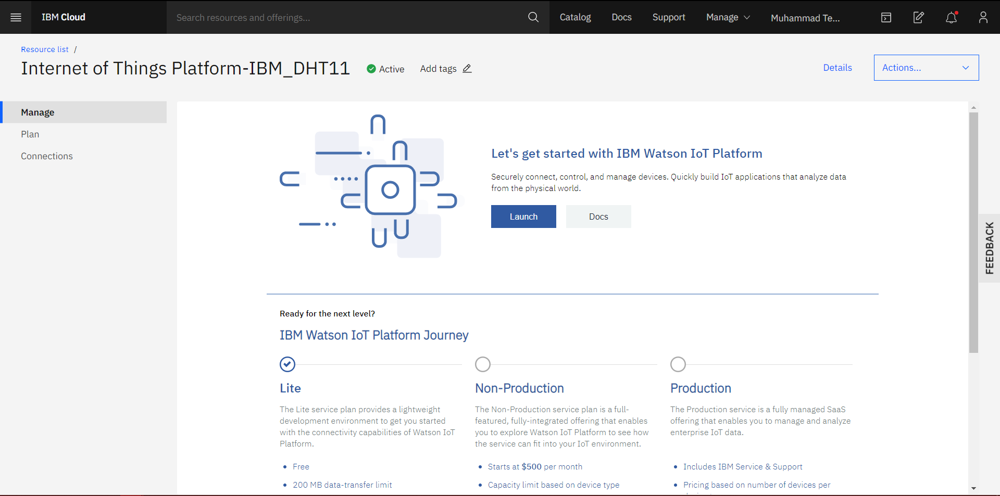 IBM Cloud
Search resources and offerings...
Catalog
Docs
Support
Manage
Muhammad Te...
Resource list /
Internet of Things Platform-IBM_DHT11
Active
Add tags
Details
Actions...
Manage
Plan
Connections
Let's get started with IBM Watson IoT Platform
Securely connect, control, and manage devices. Quickly build IoT applications that analyze data
from the physical world.
Launch
Docs
FEEDBACK
Ready for the next level?
IBM Watson IoT Platform Journey
Lite
The Lite service plan provides a lightweight
development environment to get you started
with the connectivity capabilities of Watson IoT
Platform.
• Free
• 200 MB data-transfer limit
Non-Production
The Non-Production service plan is a full-
featured, fully-integrated offering that enables
you to explore Watson IoT Platform to see how
the service can fit into your IoT environment.
• Starts at $500 per month
• Capacity limit based on device type
Production
The Production service is a fully managed SaaS
offering that enables you to manage and analyze
enterprise IoT data.
• Includes IBM Service & Support
• Pricing based on number of devices per